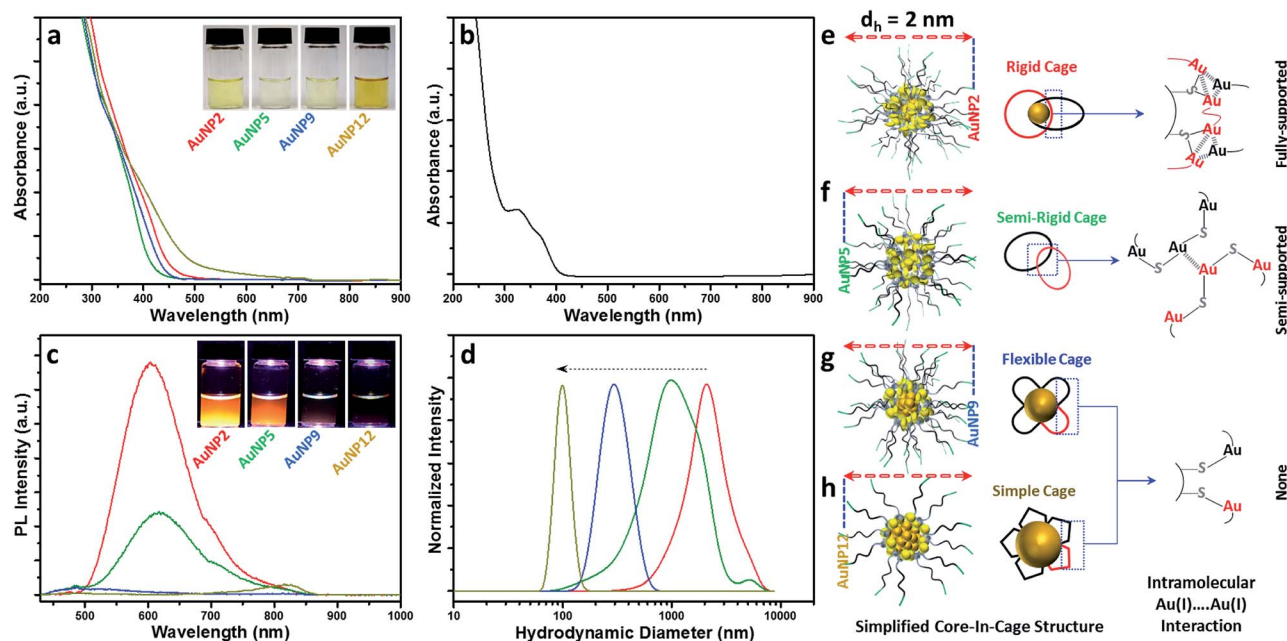 a
Absorbance (a.u.)
AuNP2
AuNP5
AuNP9
AuNP12
200 300 400 500 600 700 800 900
Wavelength (nm)
b
Absorbance (a.u.)
200 300 400 500 600 700 800 900
Wavelength (nm)
c
PL Intensity (a.u.)
AuNP2
AuNP5
AuNP9
AuNP12
500 600 700 800 900 1000
Wavelength (nm)
d
Normalized Intensity
10 100 1000 10000
Hydrodynamic Diameter (nm)
dh = 2 nm
e
AuNP2
Rigid Cage
Au
Au
S
Au
Au
S
Au
Au
Fully-supported
f
AuNP5
Semi-Rigid Cage
Au
Au
S
Au
S
S
Au
Au
S
Au
Semi-supported
g
AuNP9
Flexible Cage
h
AuNP12
Simple Cage
Au
S
S
Au
None
Simplified Core-In-Cage Structure
Intramolecular
Au(I)....Au(I)
Interaction